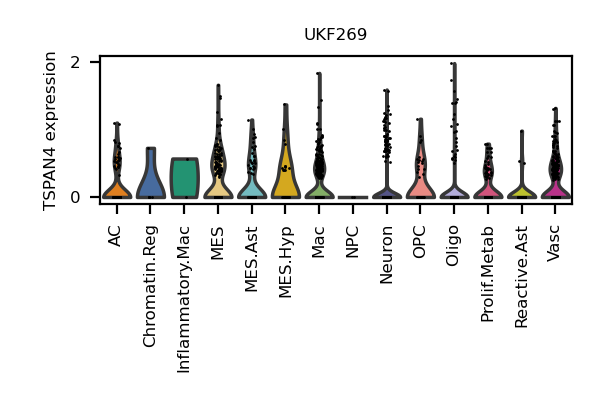 UKF269
TSPAN4 expression
2
0
AC
Chromatin.Reg
Inflammatory.Mac
MES
MES.Ast
MES.Hyp
Mac
NPC
Neuron
OPC
Oligo
Prolif.Metab
Reactive.Ast
Vasc